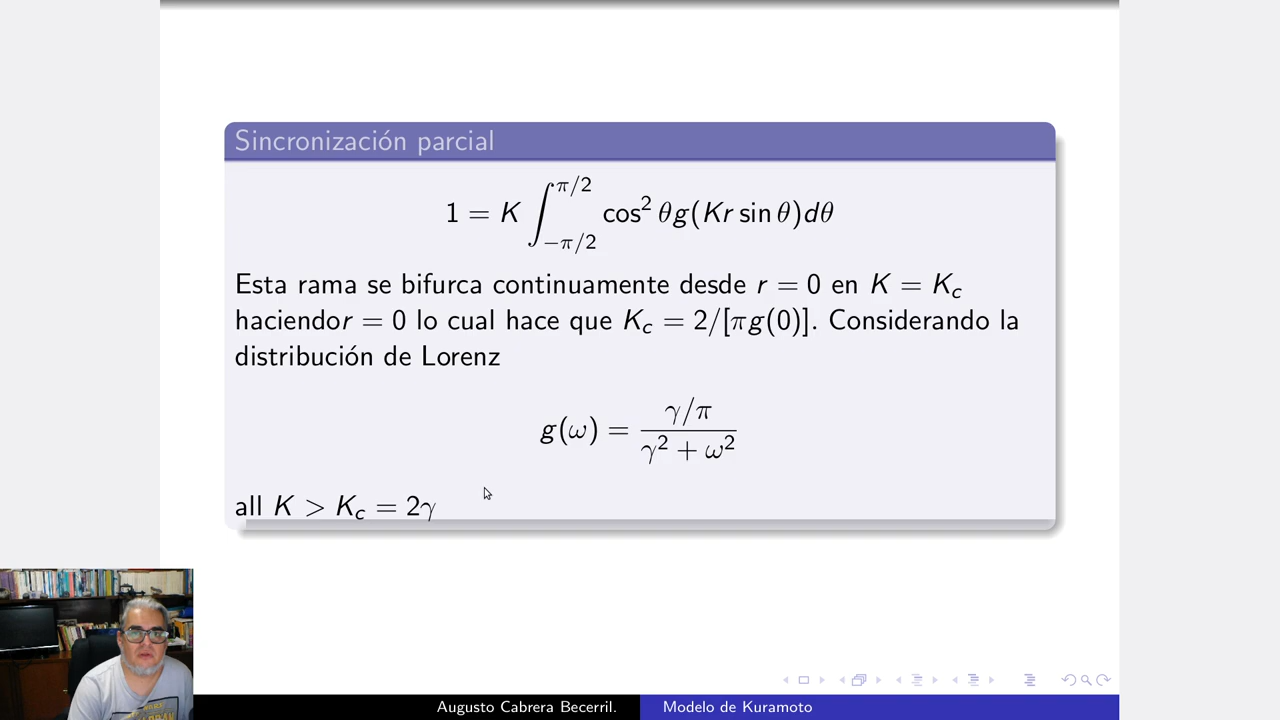 Sincronización parcial
1 = K ∫_{−π/2}^{π/2} cos² θg(Kr sin θ)dθ
Esta rama se bifurca continuamente desde r = 0 en K = K_c
haciendor = 0 lo cual hace que K_c = 2/[πg(0)]. Considerando la
distribución de Lorenz
g(ω) = (γ/π)/(γ² + ω²)
all K > K_c = 2γ
Augusto Cabrera Becerril. Modelo de Kuramoto